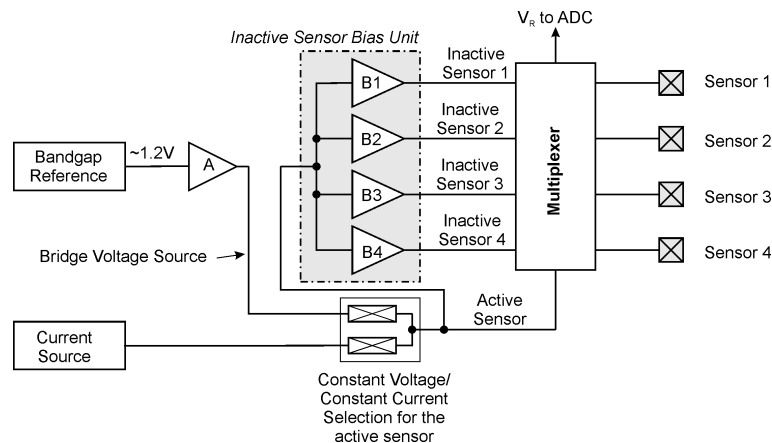 V_R to ADC
Inactive Sensor Bias Unit
Inactive
Sensor 1
B1
Sensor 1
Inactive
Sensor 2
B2
Sensor 2
Bandgap
Reference
~1.2V
A
Multiplexer
Inactive
Sensor 3
B3
Sensor 3
Inactive
Sensor 4
B4
Sensor 4
Bridge Voltage Source
Active
Sensor
Current
Source
Constant Voltage/
Constant Current
Selection for the
active sensor